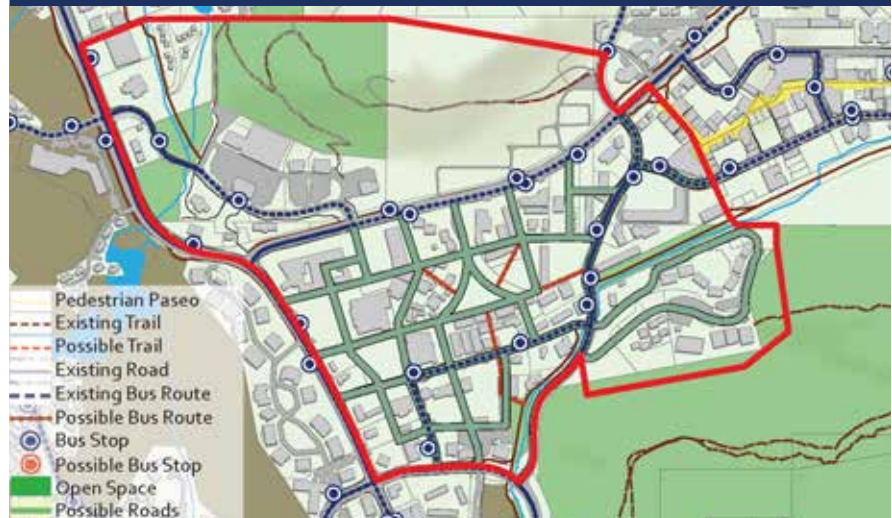 Pedestrian Paseo
Existing Trail
Possible Trail
Existing Road
Existing Bus Route
Possible Bus Route
Bus Stop
Possible Bus Stop
Open Space
Possible Roads